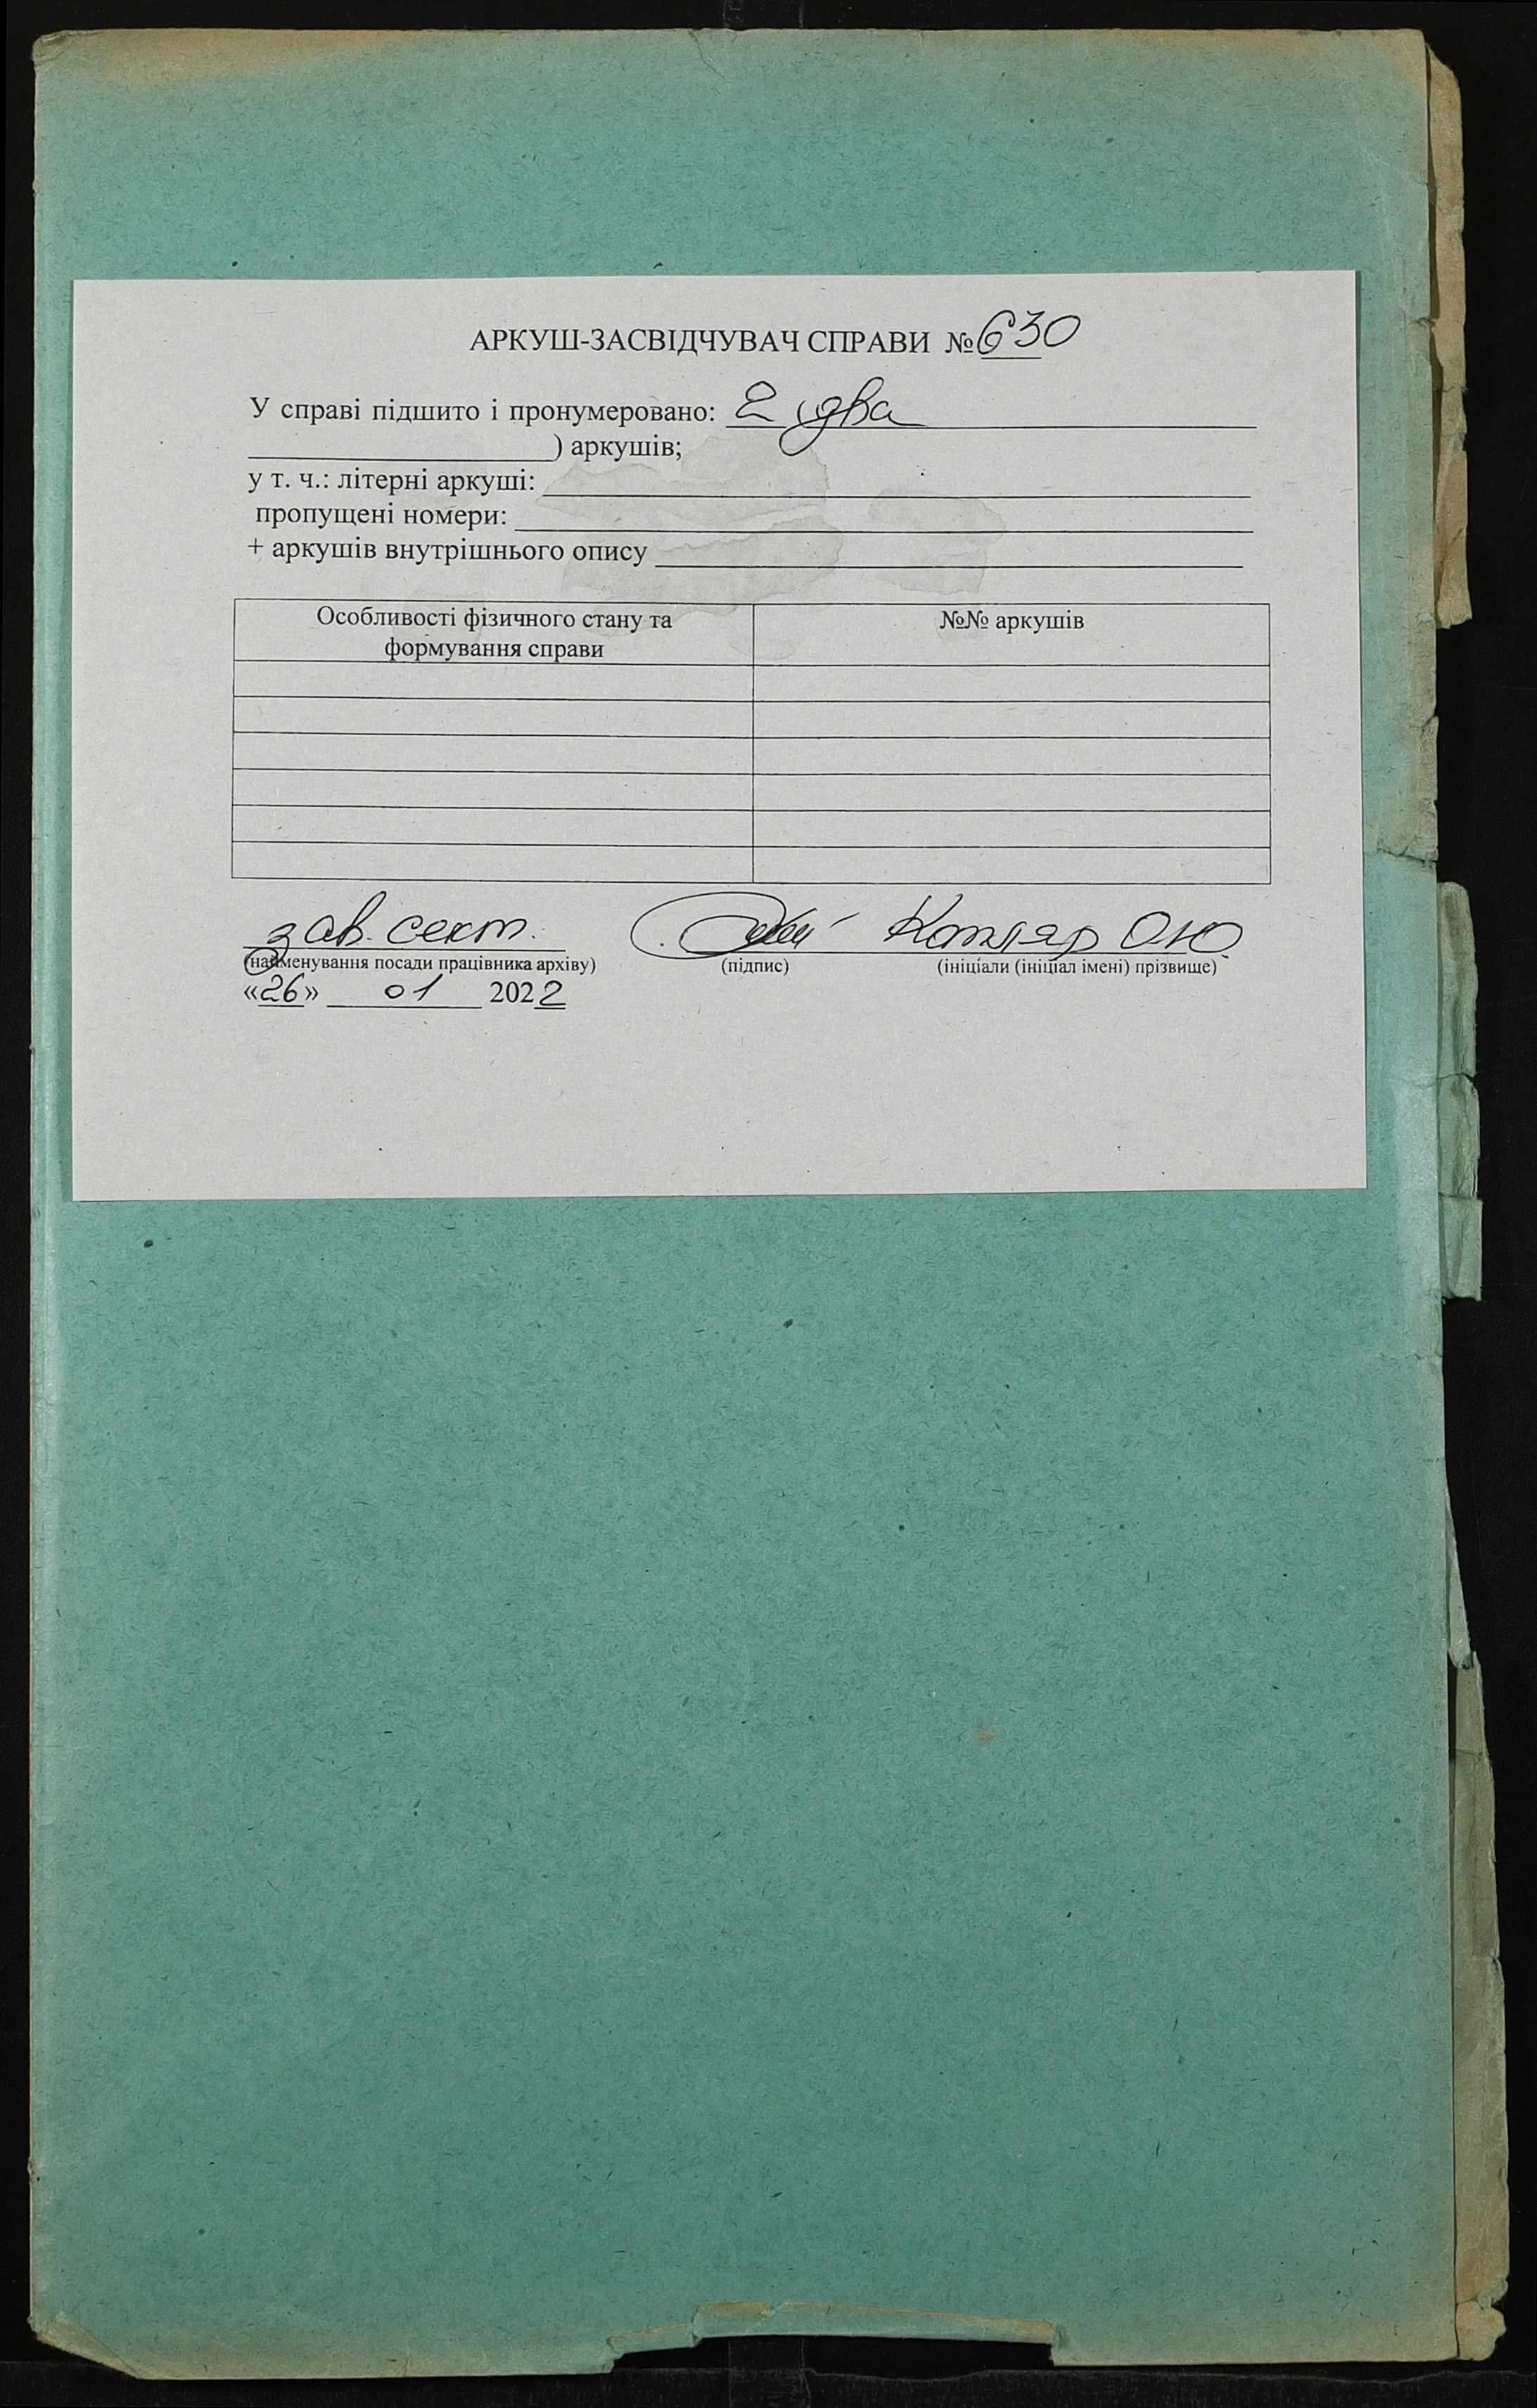 АРКУШ-ЗАСВІДЧУВАЧ СПРАВИ №630
У справі підшито і пронумеровано: 2 (два
) аркушів;
у т. ч.: літерні аркуші:
пропущені номери:
+ аркушів внутрішнього опису
Особливості фізичного стану та
формування справи
№№ аркушів
зав. сект. Котляр ОЮ
(найменування посади працівника архіву) (підпис) (ініціали (ініціал імені) прізвище)
«26» 01 2022